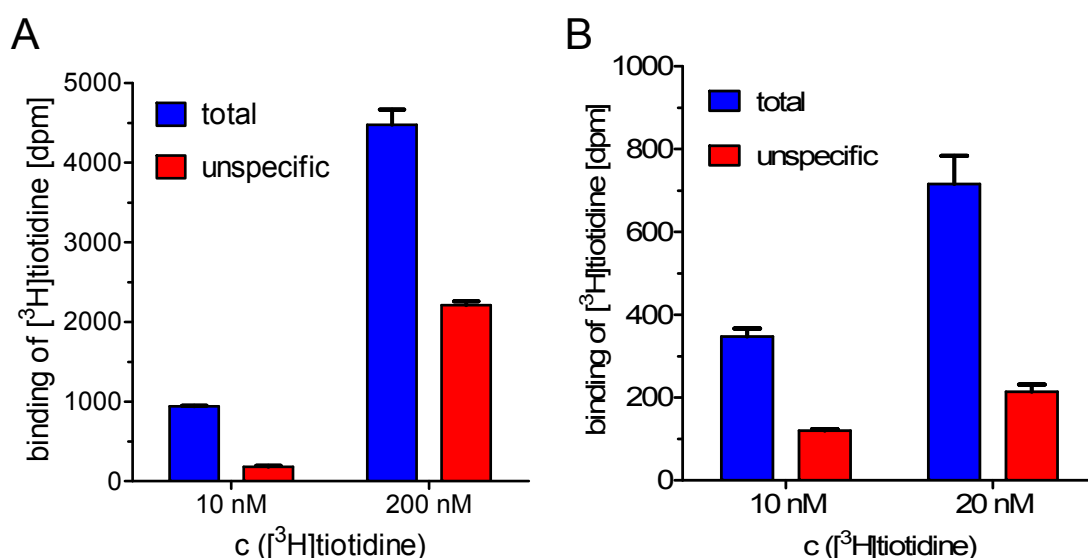 A
binding of [³H]tiotidine [dpm]
5000
4000
3000
2000
1000
0
total
unspecific
10 nM
200 nM
c ([³H]tiotidine)
B
binding of [³H]tiotidine [dpm]
1000
800
600
400
200
0
total
unspecific
10 nM
20 nM
c ([³H]tiotidine)